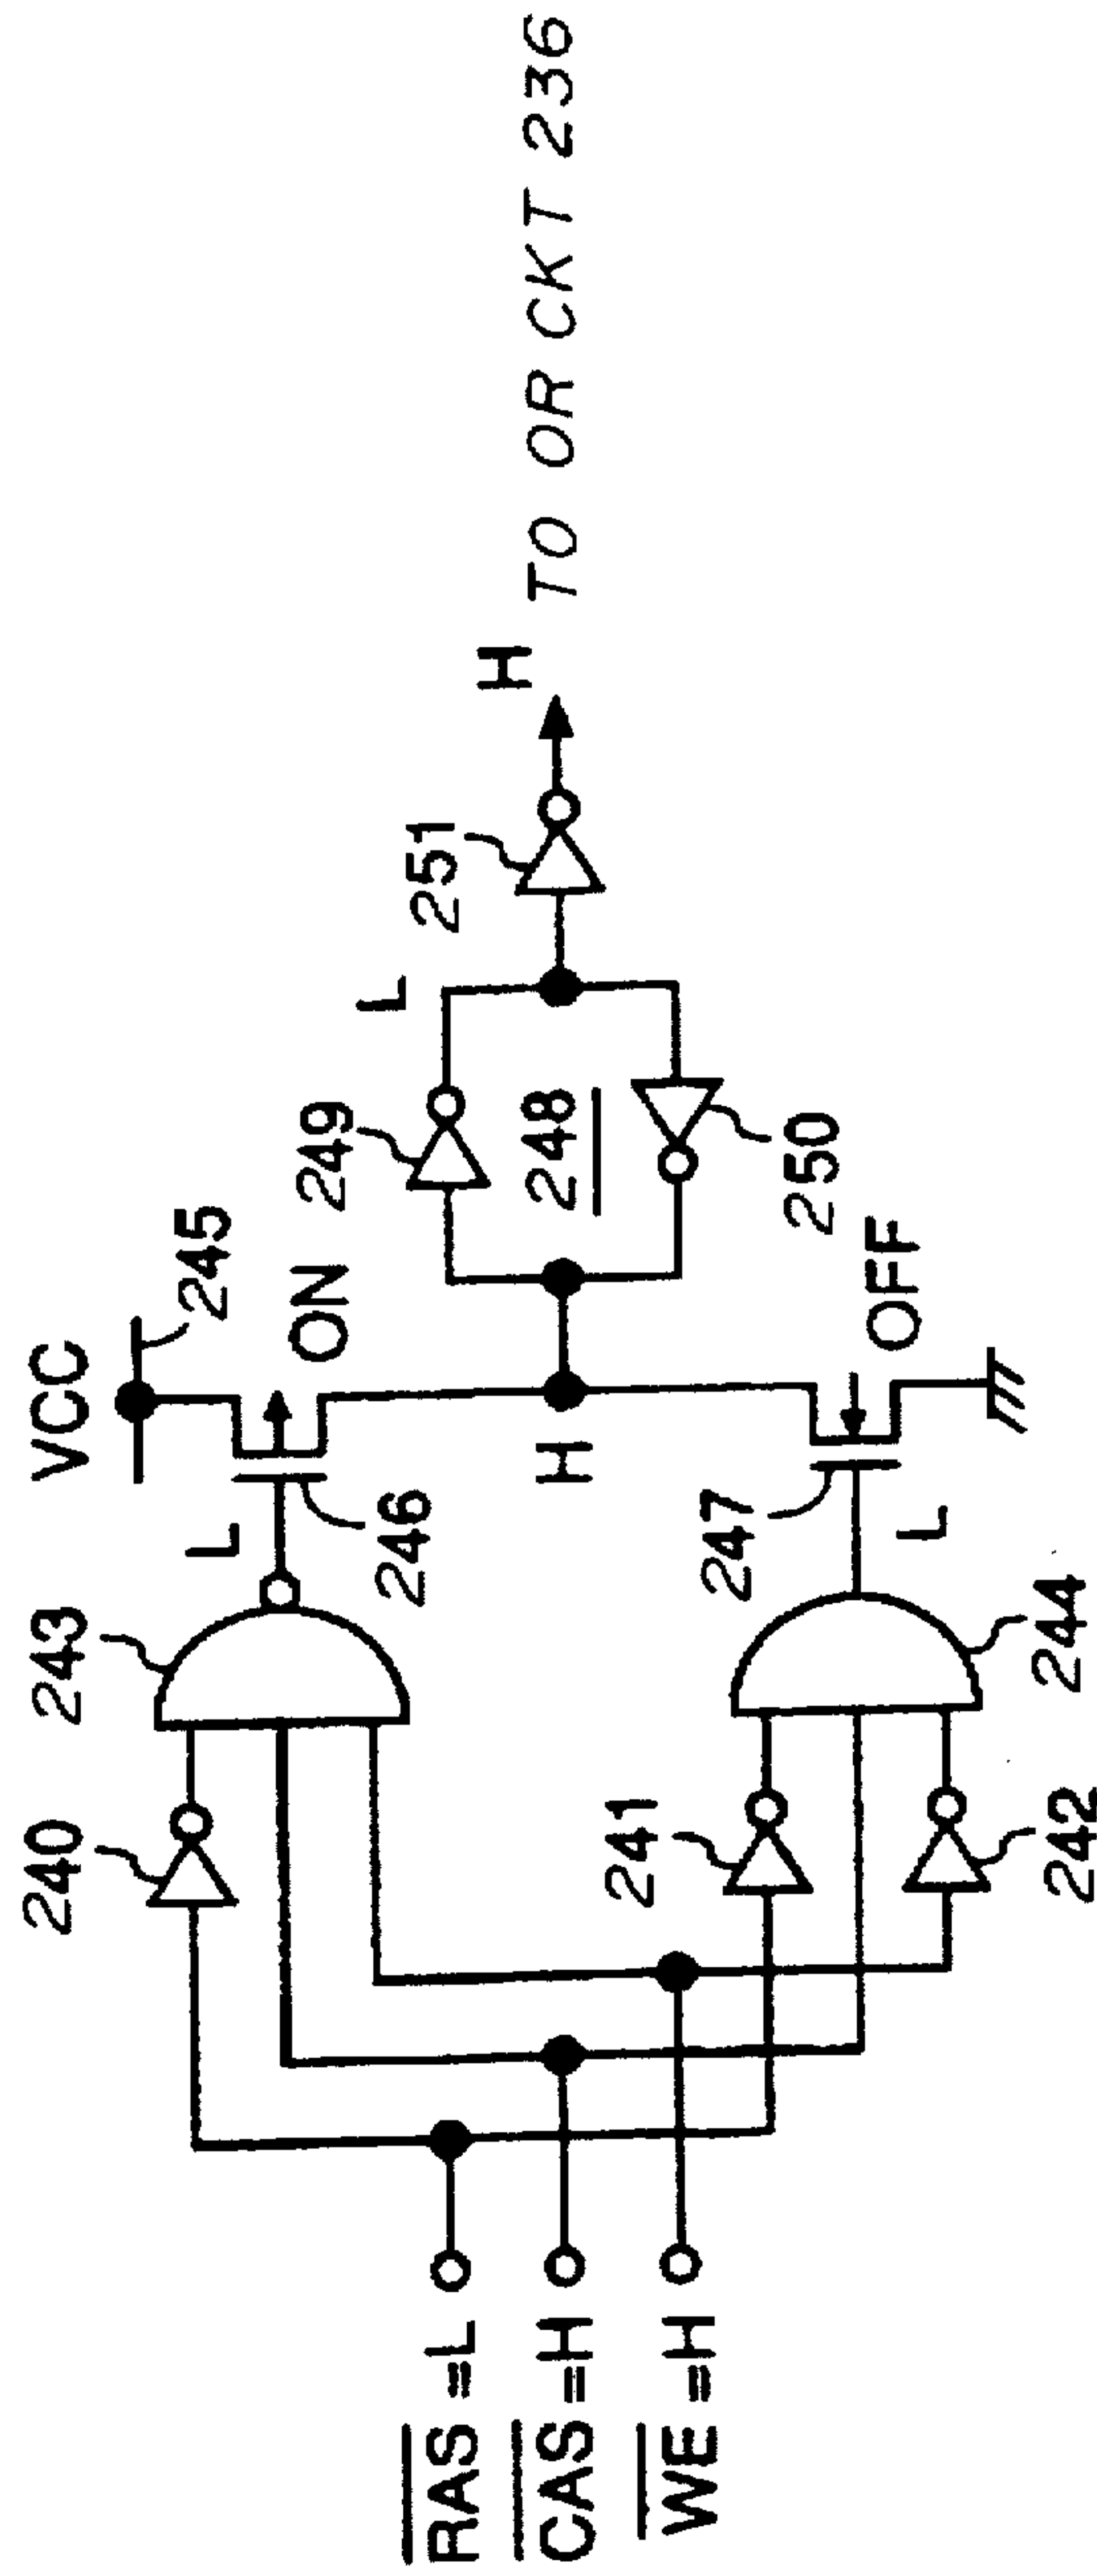 VCC
245
240
243
L
246
ON
249
L
251
H
TO OR CKT 236
RAS =L
CAS =H
WE =H
H
248
241
242
244
L
247
OFF
250